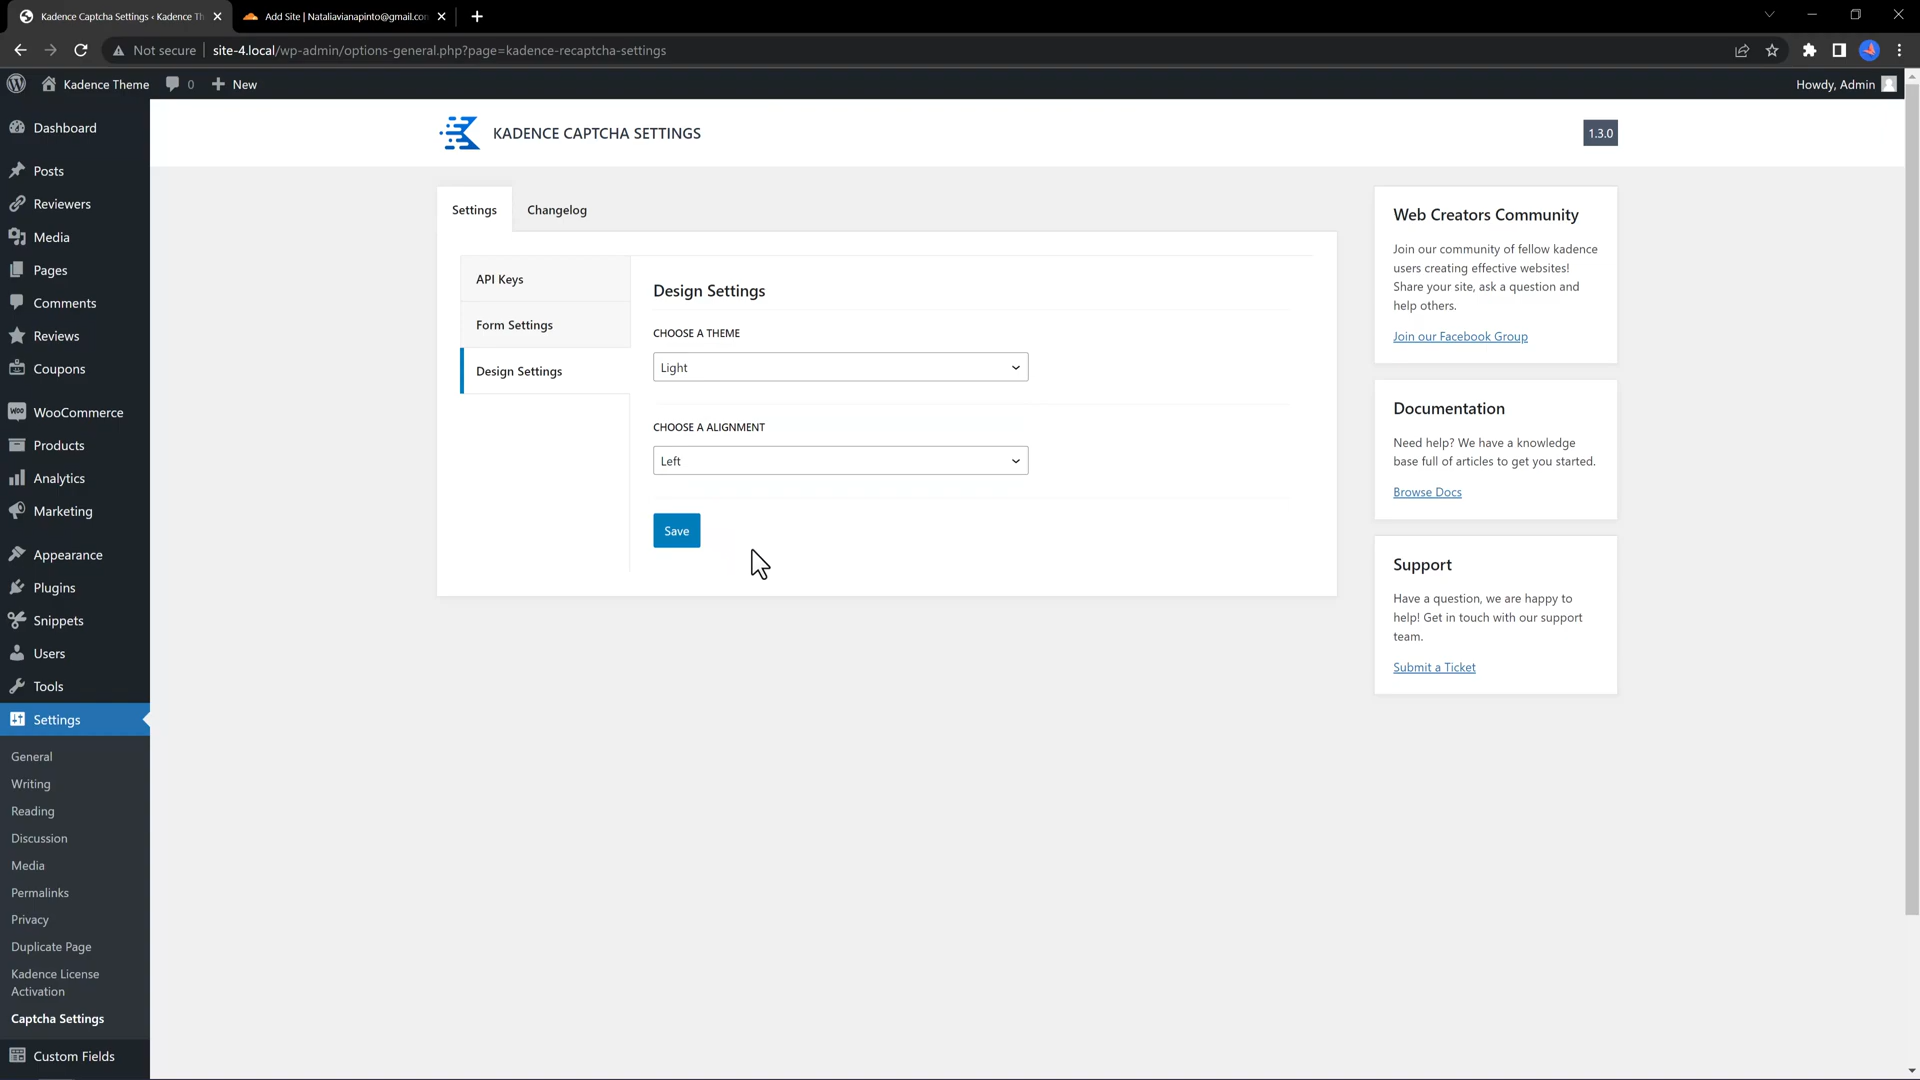 Kadence Captcha Settings ‹ Kadence Th
Add Site | Nataliavianapinto@gmail.con
Not secure
site-4.local/wp-admin/options-general.php?page=kadence-recaptcha-settings
Kadence Theme
0
New
Howdy, Admin
Dashboard
Posts
Reviewers
Media
Pages
Comments
Reviews
Coupons
WooCommerce
Products
Analytics
Marketing
Appearance
Plugins
Snippets
Users
Tools
Settings
General
Writing
Reading
Discussion
Media
Permalinks
Privacy
Duplicate Page
Kadence License
Activation
Captcha Settings
Custom Fields
KADENCE CAPTCHA SETTINGS
1.3.0
Settings
Changelog
API Keys
Form Settings
Design Settings
Design Settings
CHOOSE A THEME
Light
CHOOSE A ALIGNMENT
Left
Save
Web Creators Community
Join our community of fellow kadence
users creating effective websites!
Share your site, ask a question and
help others.
Join our Facebook Group
Documentation
Need help? We have a knowledge
base full of articles to get you started.
Browse Docs
Support
Have a question, we are happy to
help! Get in touch with our support
team.
Submit a Ticket